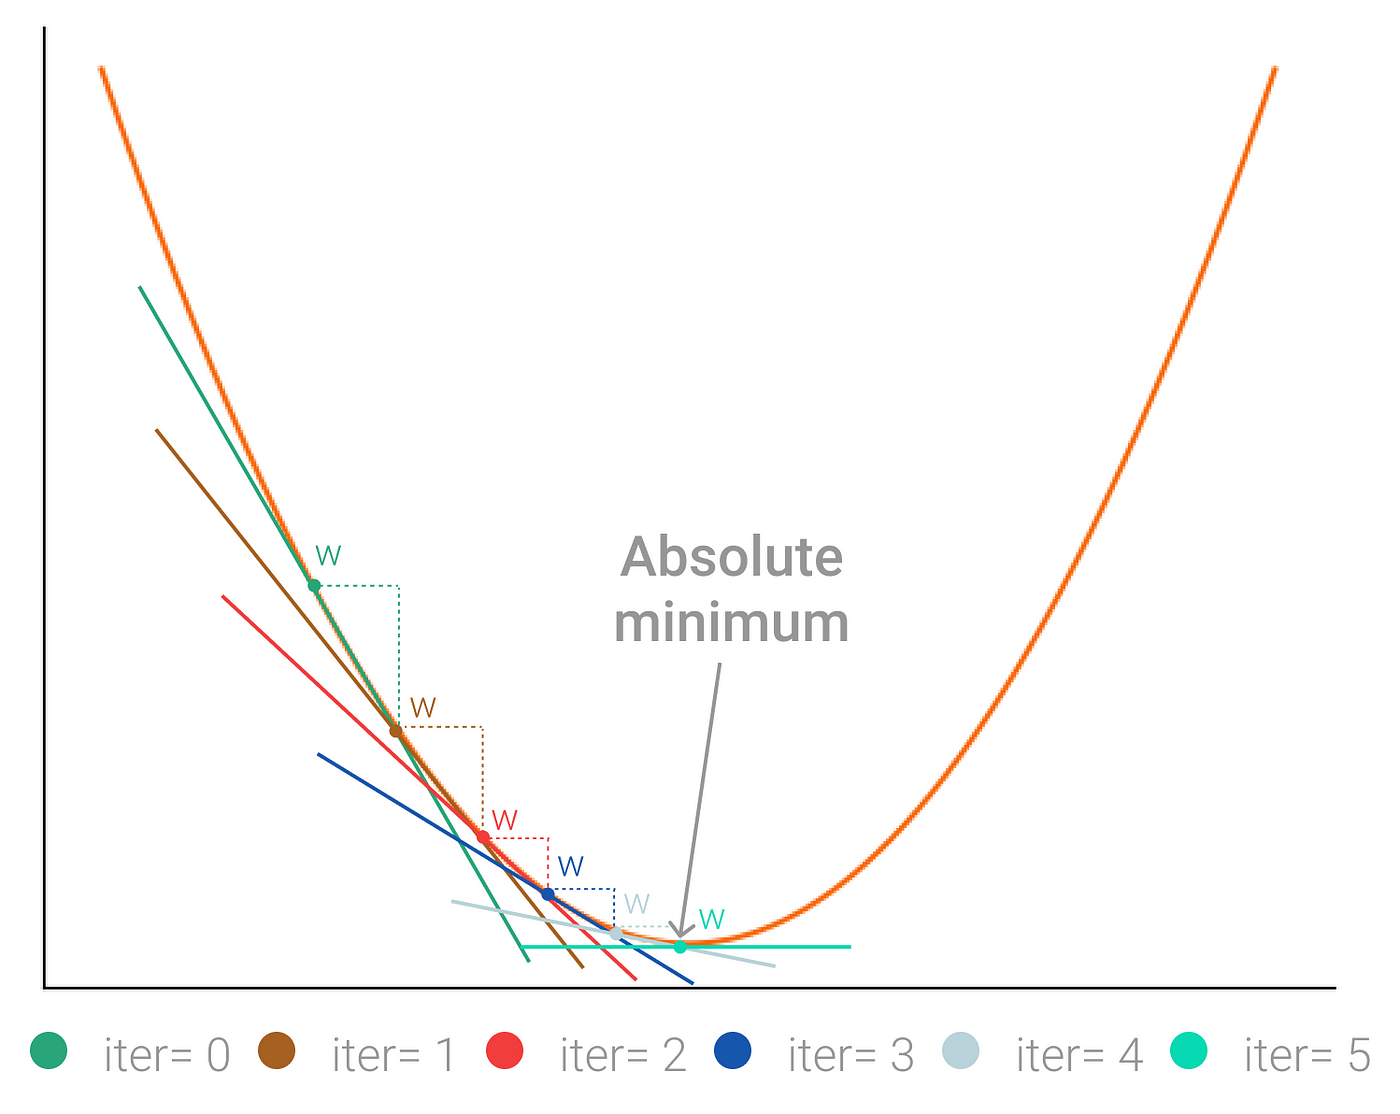 W
Absolute
minimum
W
W
W
W
W
iter= 0
iter= 1
iter= 2
iter= 3
iter= 4
iter= 5